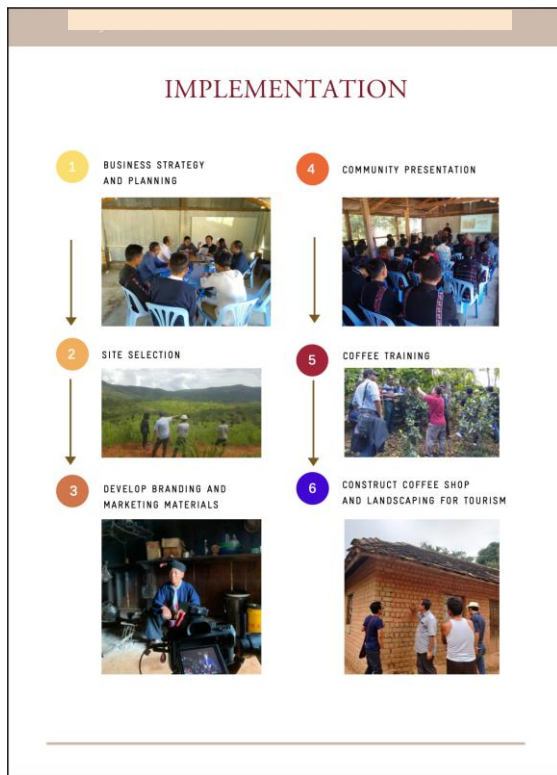 IMPLEMENTATION
1
BUSINESS STRATEGY
AND PLANNING
2
SITE SELECTION
3
DEVELOP BRANDING AND
MARKETING MATERIALS
4
COMMUNITY PRESENTATION
5
COFFEE TRAINING
6
CONSTRUCT COFFEE SHOP
AND LANDSCAPING FOR TOURISM